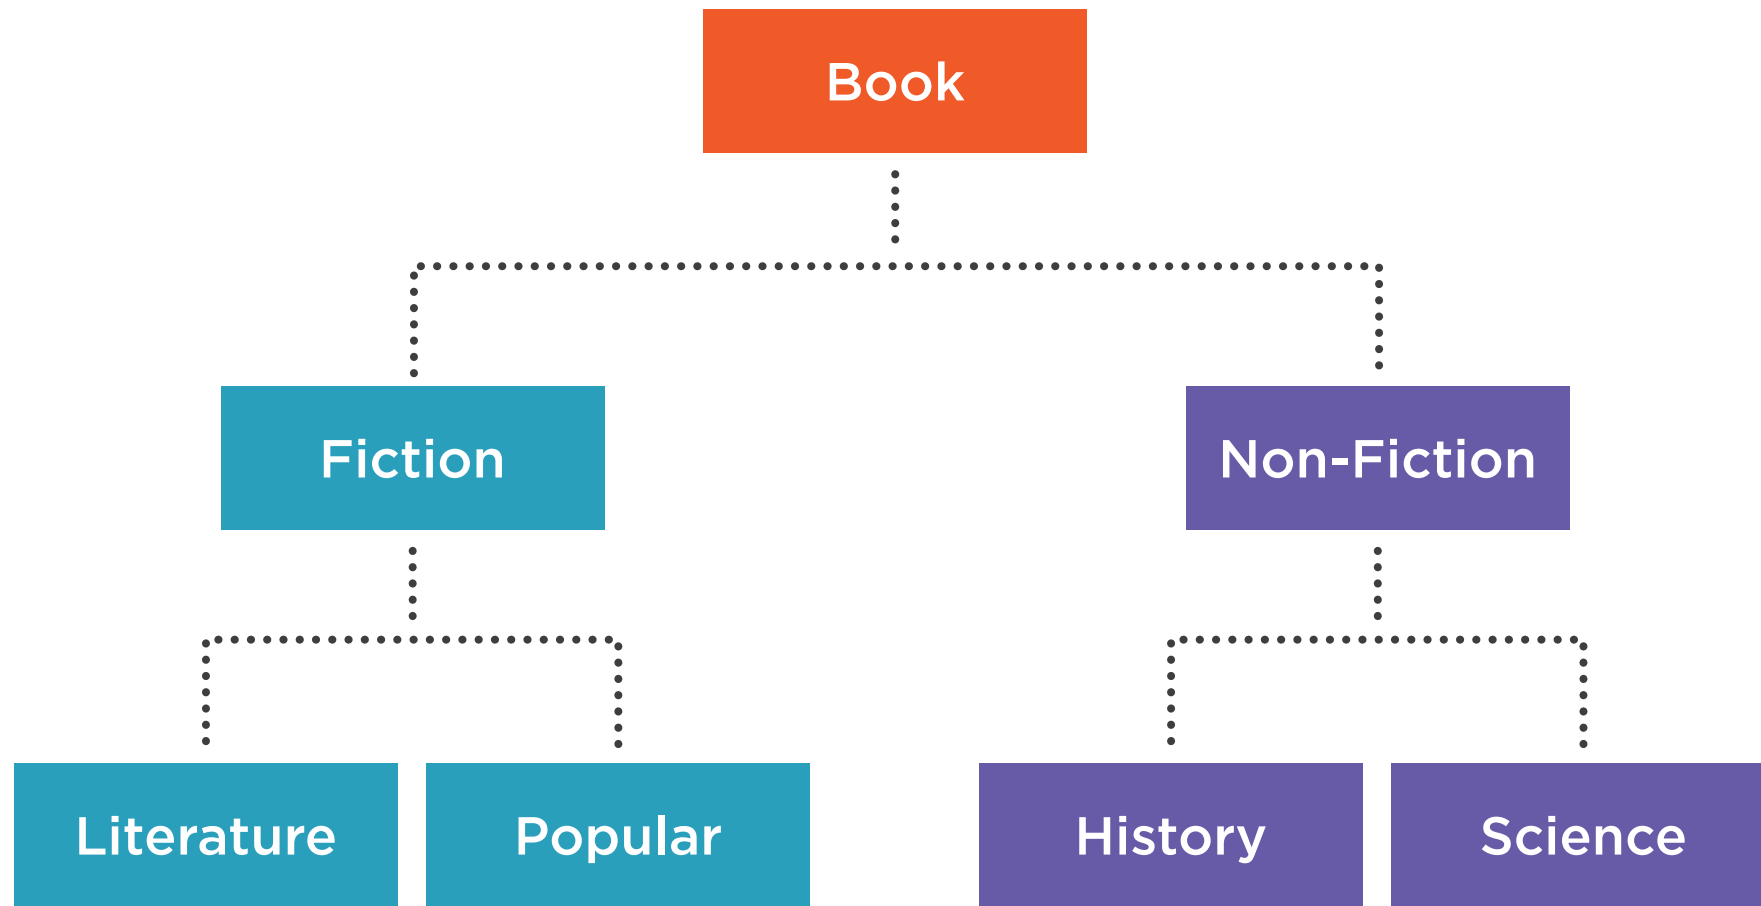 Book
Fiction
Non-Fiction
Literature
Popular
History
Science